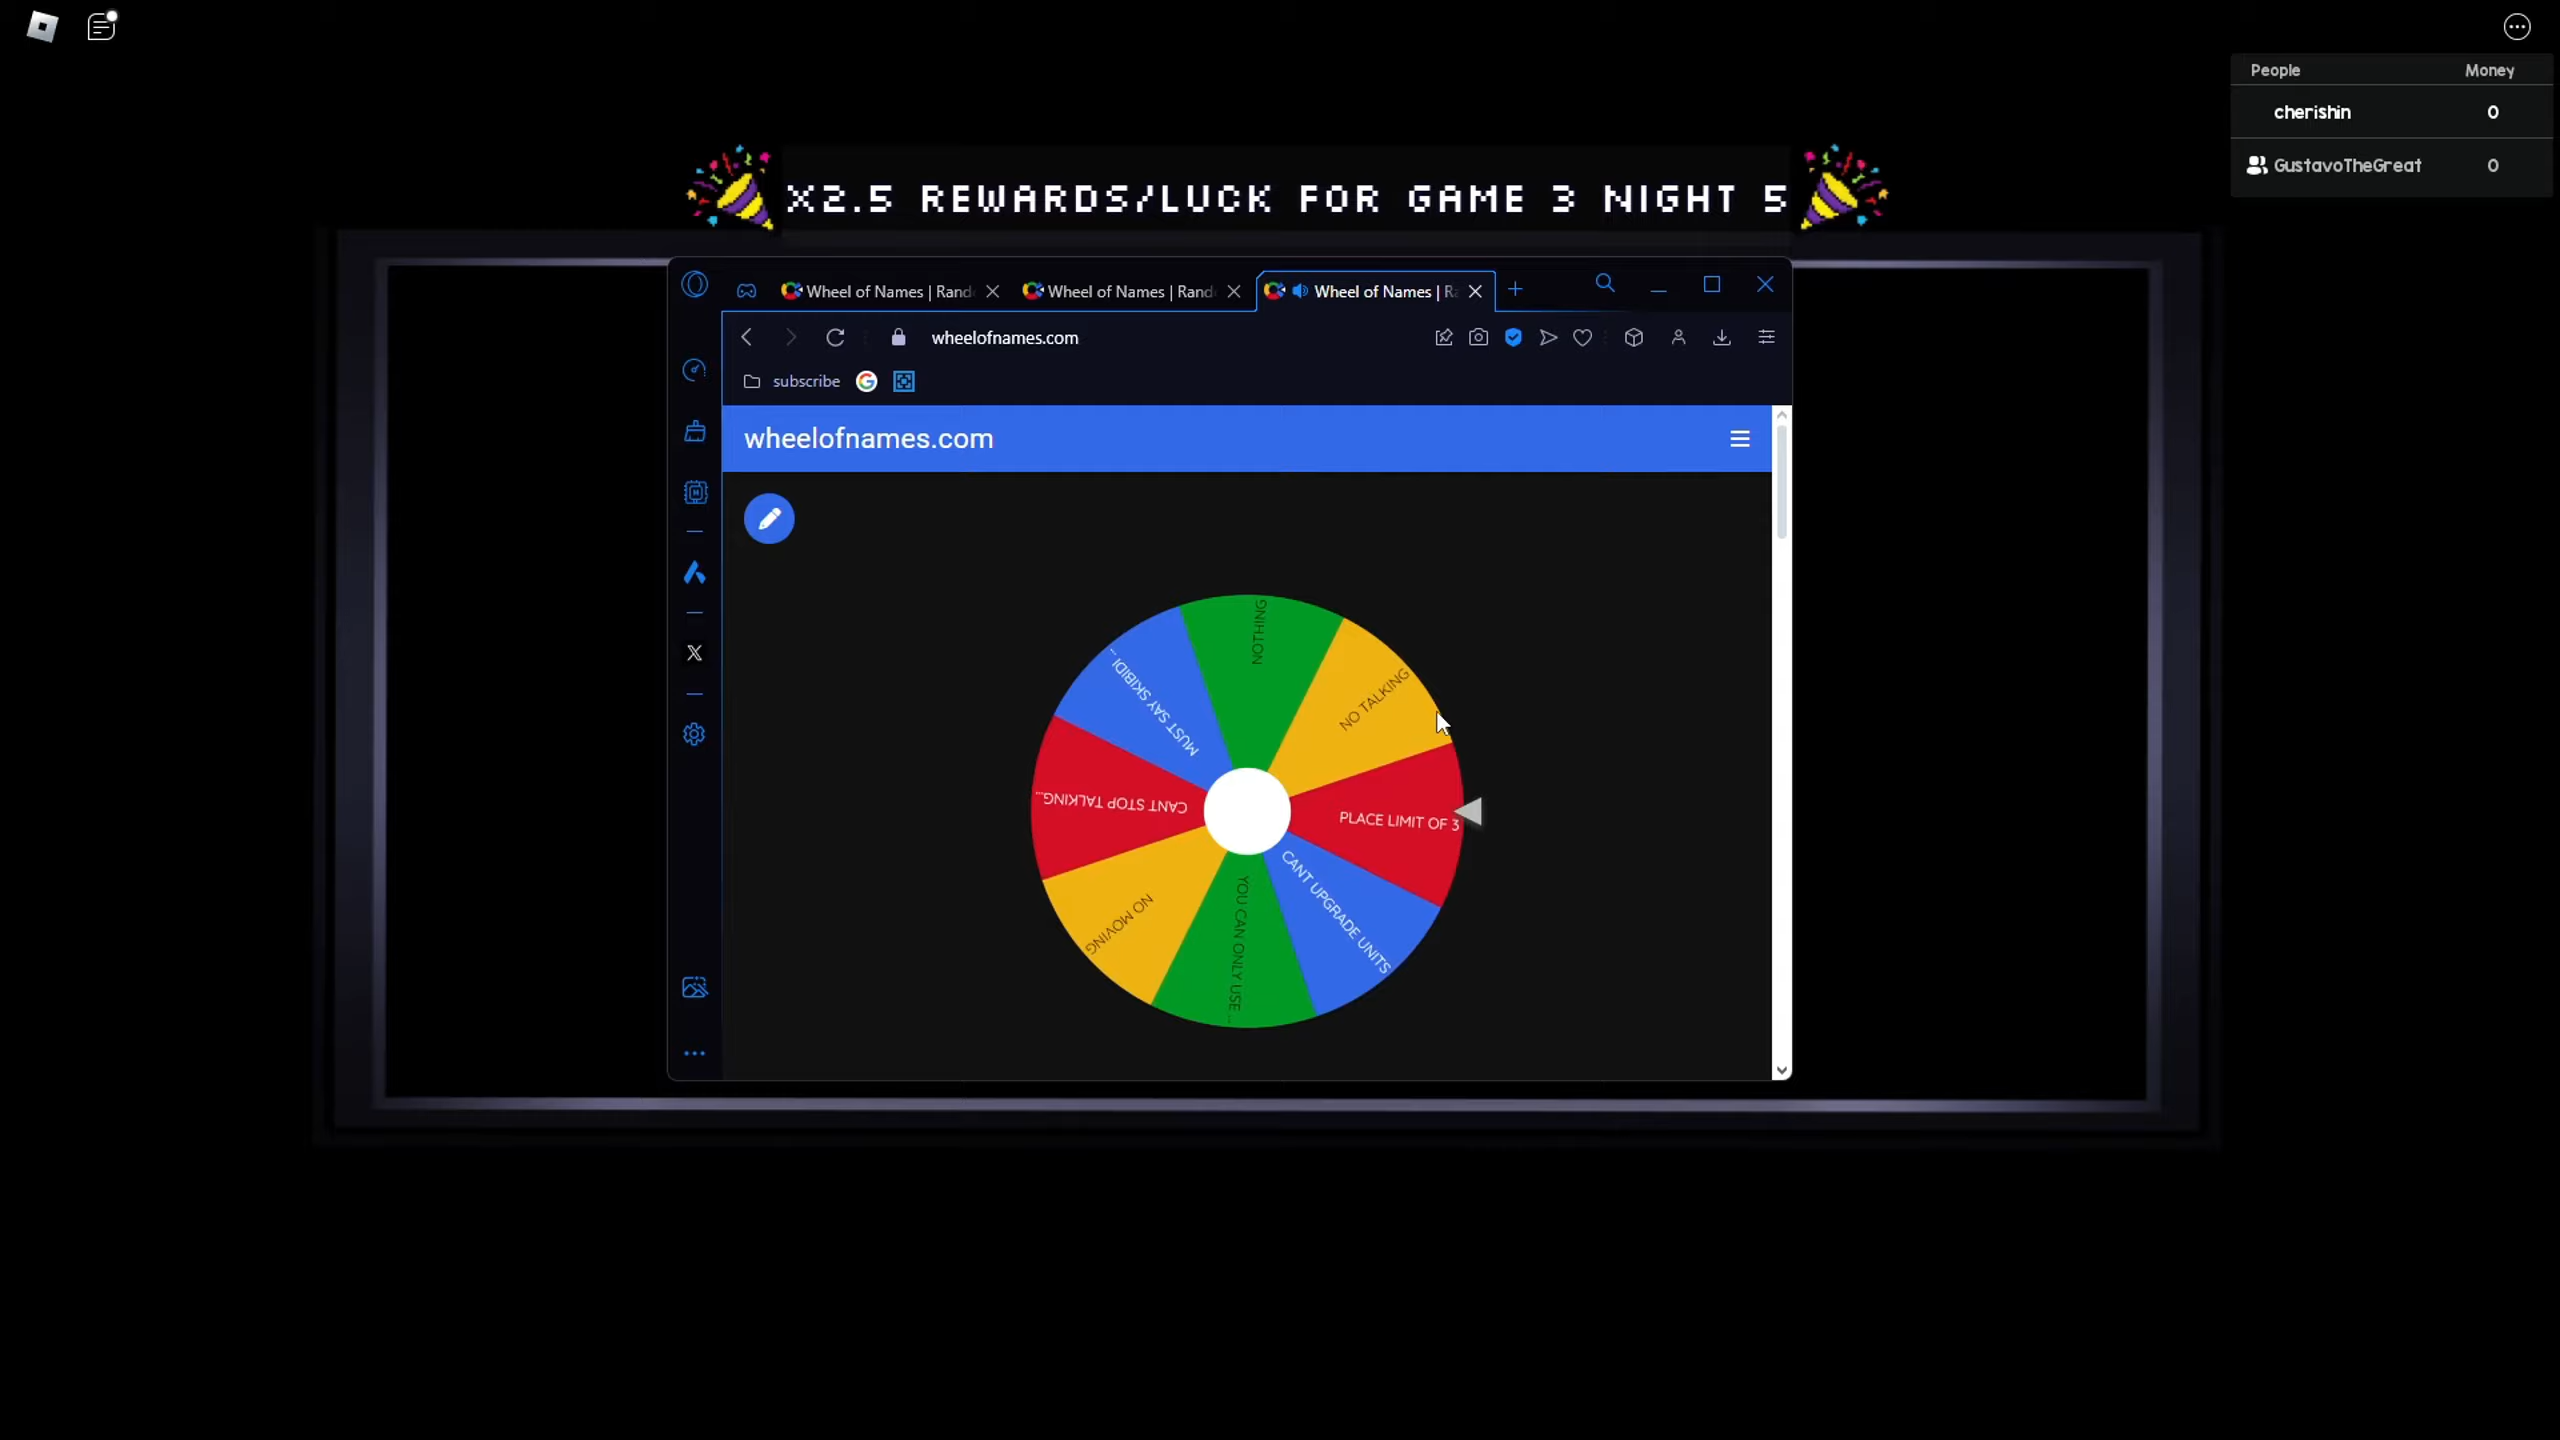 People Money
cherishin 0
GustavoTheGreat 0
X2.5 REWARDS/LUCK FOR GAME 3 NIGHT 5
Wheel of Names | Rand
Wheel of Names | Rand
Wheel of Names | Ra
wheelofnames.com
subscribe
wheelofnames.com
NOTHING
NO TALKING
PLACE LIMIT OF 3
CANT UPGRADE UNITS
YOU CAN ONLY USE...
NO MOVING
CANT STOP TALKING...
MUST SAY SKIBIDI ...